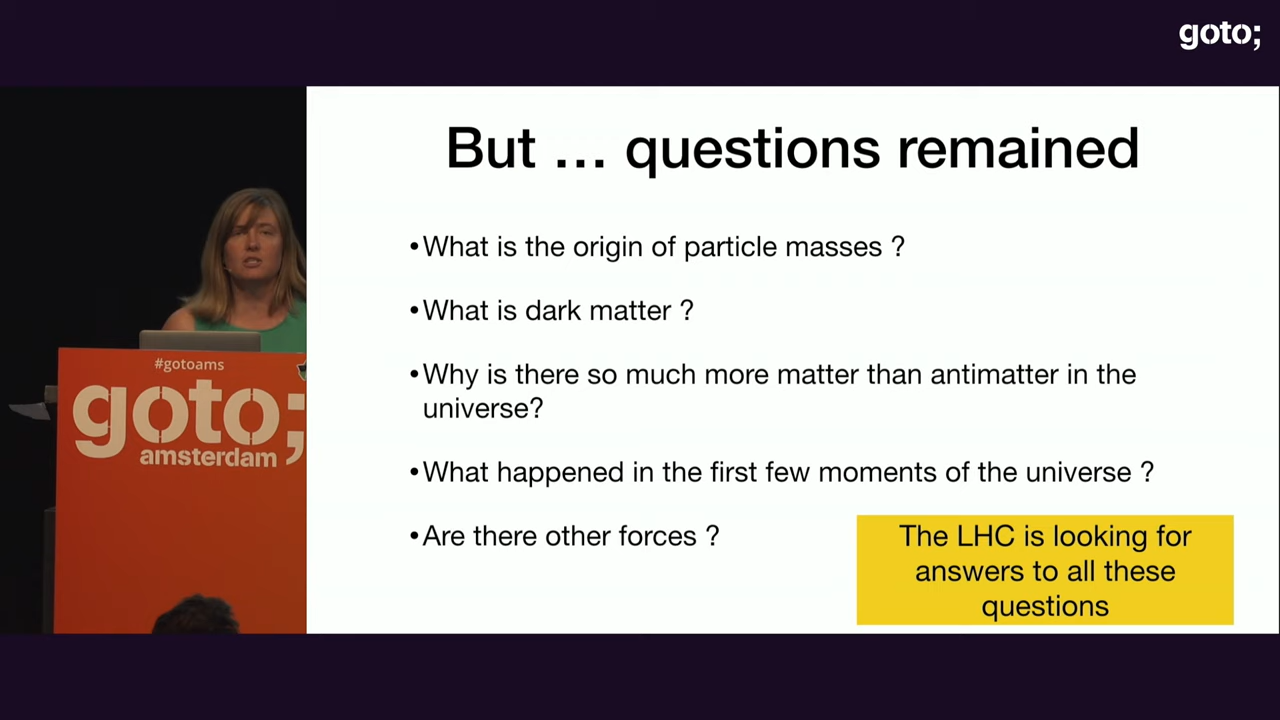 goto;
But ... questions remained
•What is the origin of particle masses ?
•What is dark matter ?
•Why is there so much more matter than antimatter in the
universe?
•What happened in the first few moments of the universe ?
•Are there other forces ?
The LHC is looking for
answers to all these
questions
#gotoams
goto;
amsterdam